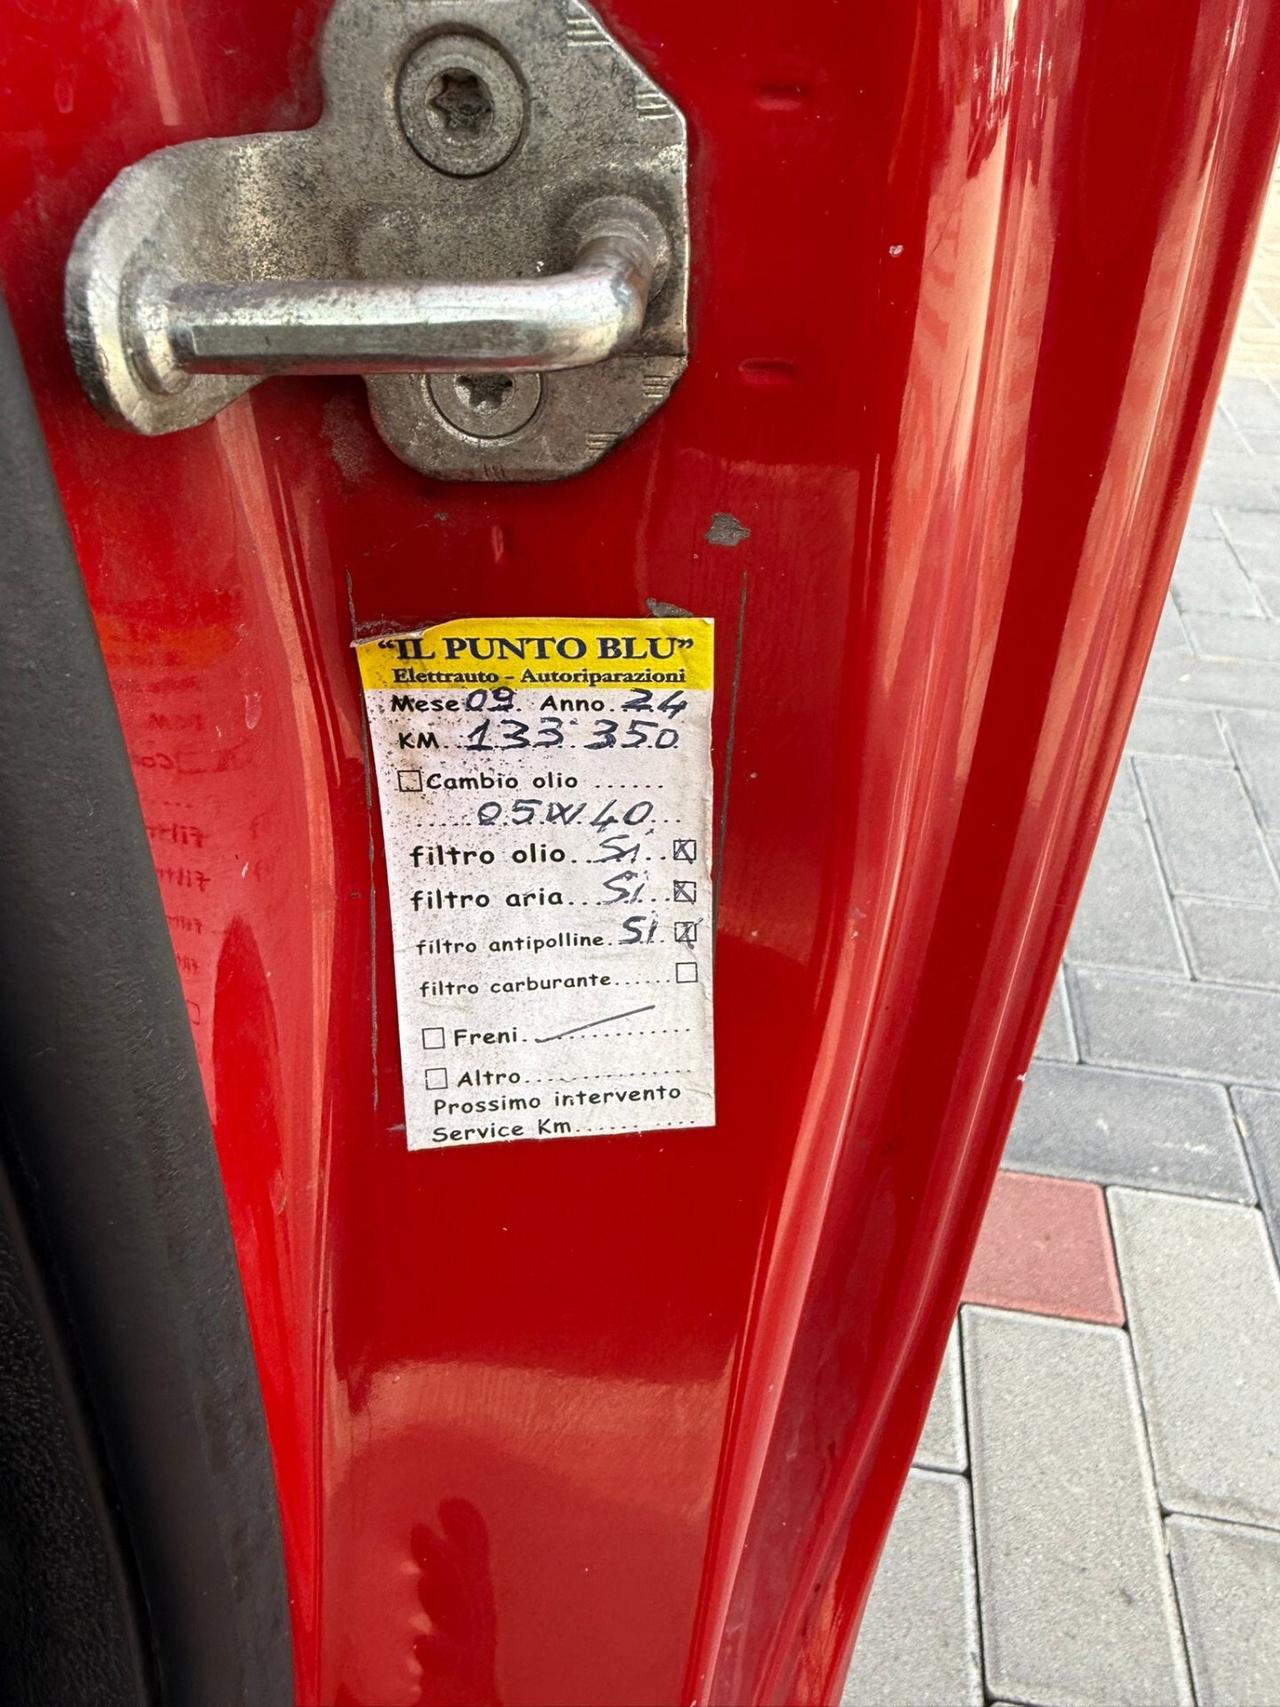 “IL PUNTO BLU”
Elettrauto - Autoriparazioni
Mese 09. Anno. 24
KM. 133.350
Cambio olio ......
05W40
filtro olio.. Si ..
filtro aria... Si ..
filtro antipolline. Si .
filtro carburante......
Freni.
Altro....................
Prossimo intervento
Service Km..............